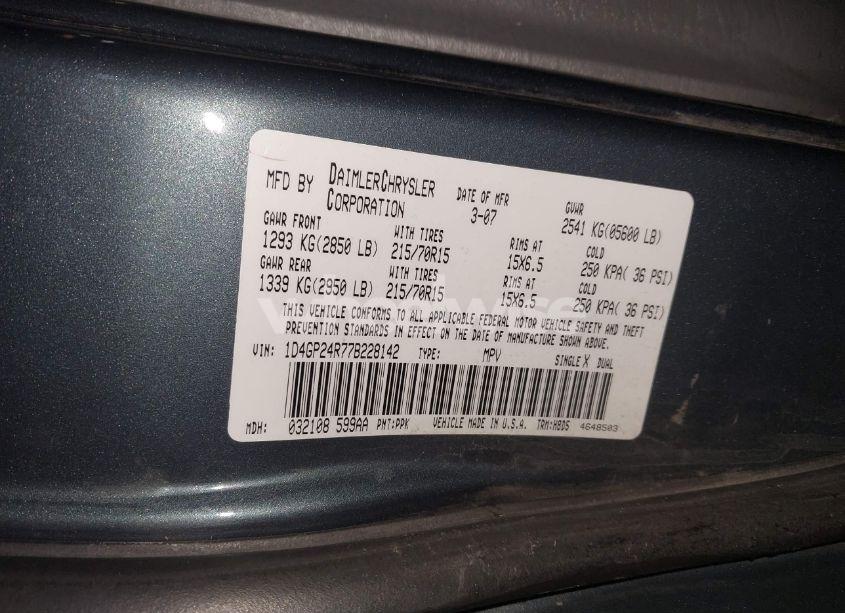 MFD BY DAIMLERCHRYSLER CORPORATION DATE OF MFR 3-07 GVWR 2541 KG(05600 LB)
GAWR FRONT WITH TIRES RIMS AT COLD
1293 KG(2850 LB) 215/70R15 15X6.5 250 KPA( 36 PSI)
GAWR REAR WITH TIRES RIMS AT COLD
1339 KG(2950 LB) 215/70R15 15X6.5 250 KPA( 36 PSI)
THIS VEHICLE CONFORMS TO ALL APPLICABLE FEDERAL MOTOR VEHICLE SAFETY AND THEFT
PREVENTION STANDARDS IN EFFECT ON THE DATE OF MANUFACTURE SHOWN ABOVE.
VIN: 1D4GP24R77B228142 TYPE: MPV SINGLE X DUAL
MDH: 032108 599AA PNT:PPK VEHICLE MADE IN U.S.A. TRM:H8D5 4648503